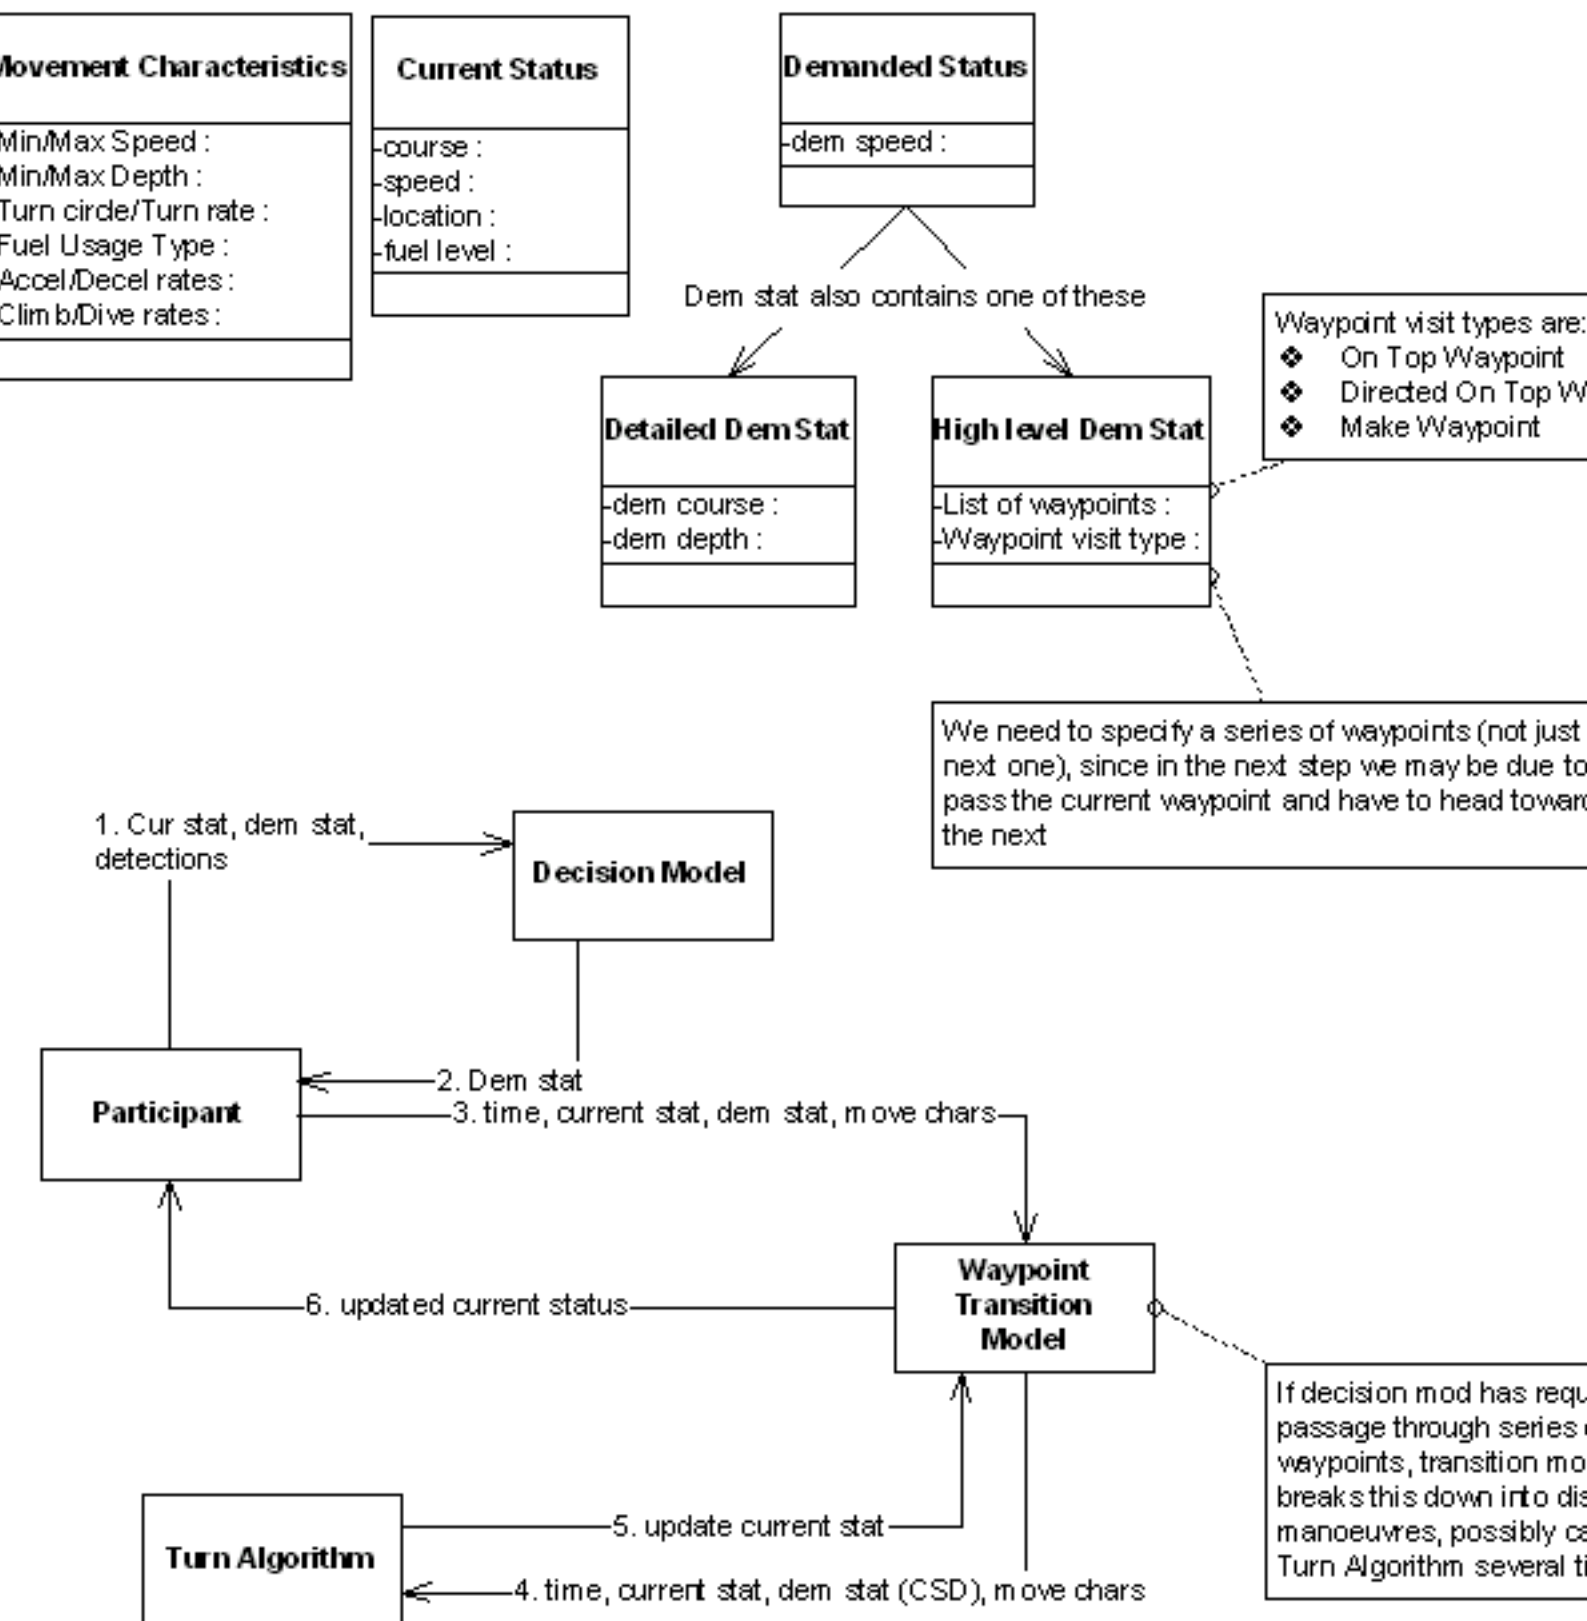 Movement Characteristics
Min/Max Speed :
Min/Max Depth :
Turn circle/Turn rate :
Fuel Usage Type :
Accel/Decel rates :
Climb/Dive rates :
Current Status
-course :
-speed :
-location :
-fuel level :
Demanded Status
-dem speed :
Dem stat also contains one of these
Detailed Dem Stat
-dem course :
-dem depth :
High level Dem Stat
-List of waypoints :
-Waypoint visit type :
Waypoint visit types are:
❖ On Top Waypoint
❖ Directed On Top
❖ Make Waypoint
We need to specify a series of waypoints (not just
next one), since in the next step we may be due to
pass the current waypoint and have to head
the next
1. Cur stat, dem stat,
detections
Decision Model
2. Dem stat
Participant
3. time, current stat, dem stat, move chars
Waypoint
Transition
Model
6. updated current status
If decision mod has
passage through series
waypoints, transition
breaks this down into
manoeuvres, possibly
Turn Algorithm several
5. update current stat
Turn Algorithm
4. time, current stat, dem stat (CSD), move chars